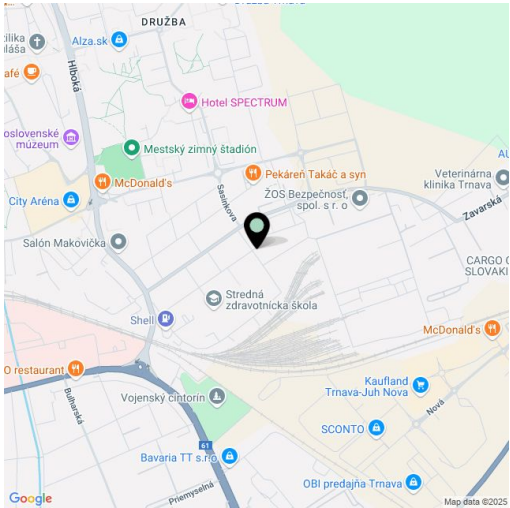 DRUŽBA
Alza.sk
Hlboká
Hotel SPECTRUM
Mestský zimný štadión
McDonald's
Pekáreň Takáč a syn
Sasinkova
ŽOS Bezpečnosť,
spol. s r. o
Veterinárna
klinika Trnava
Zavarská
City Aréna
Salón Makovička
Stredná
zdravotnícka škola
Shell
McDonald's
O restaurant
Bulharská
Vojenský cintorín
Kaufland
Trnava-Juh Nova
Nová
SCONTO
61
Bavaria TT s.r.o
OBI predajňa Trnava
Priemyselná
Google
Map data ©2025